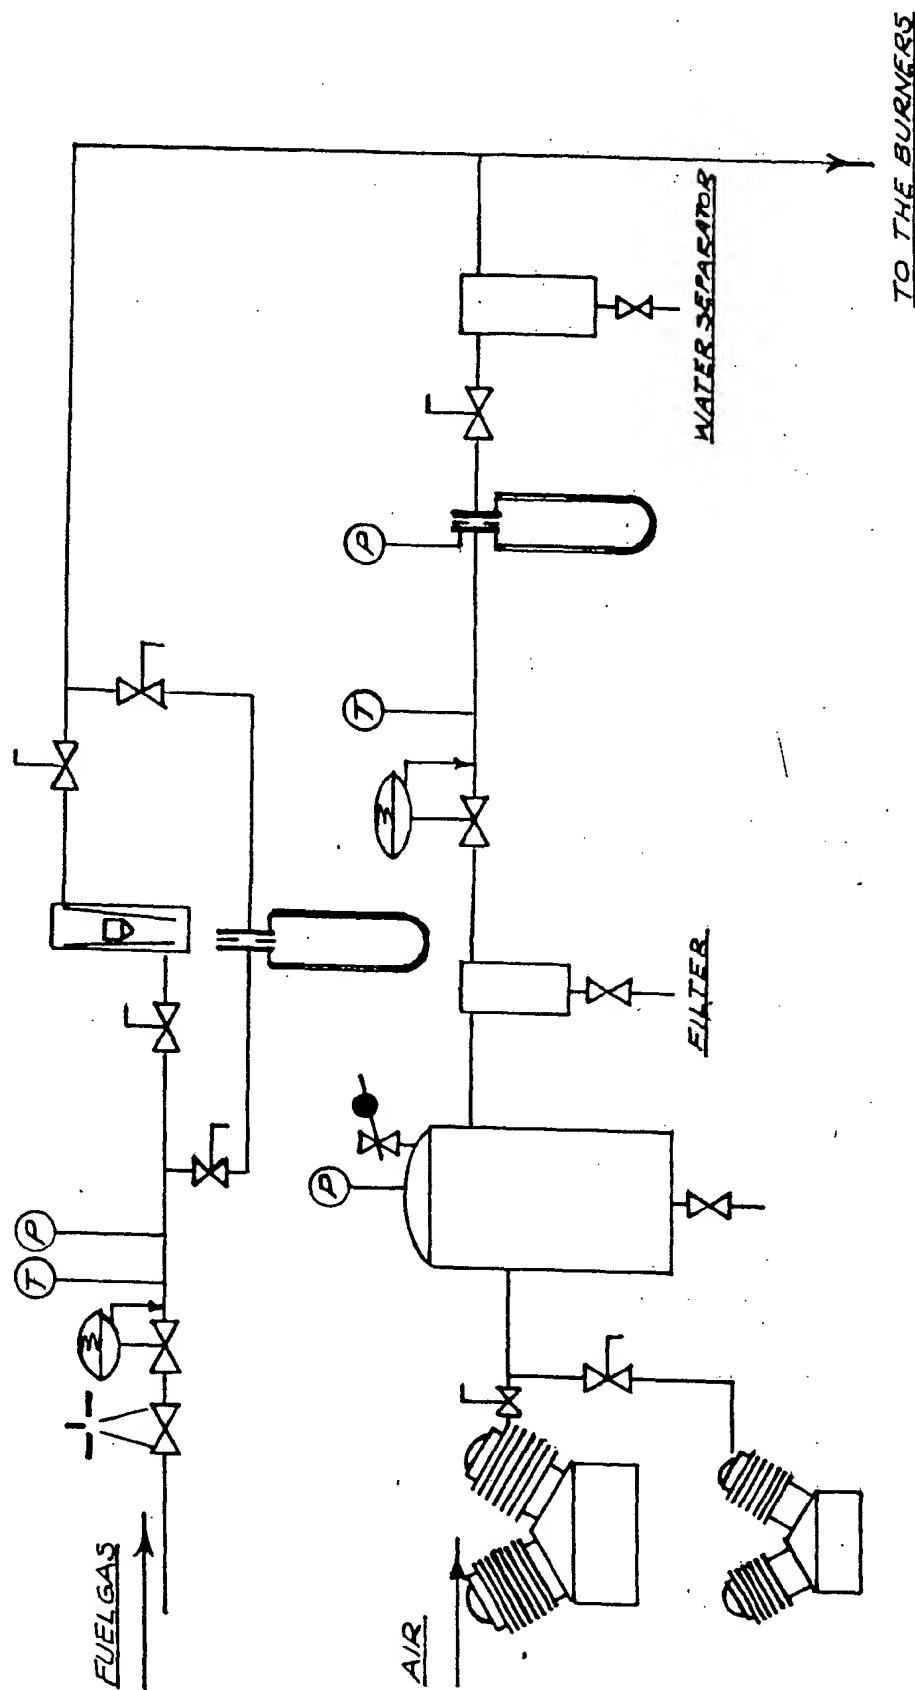 FUELGAS
T
P
AIR
P
FILTER
T
P
WATER SEPARATOR
TO THE BURNERS